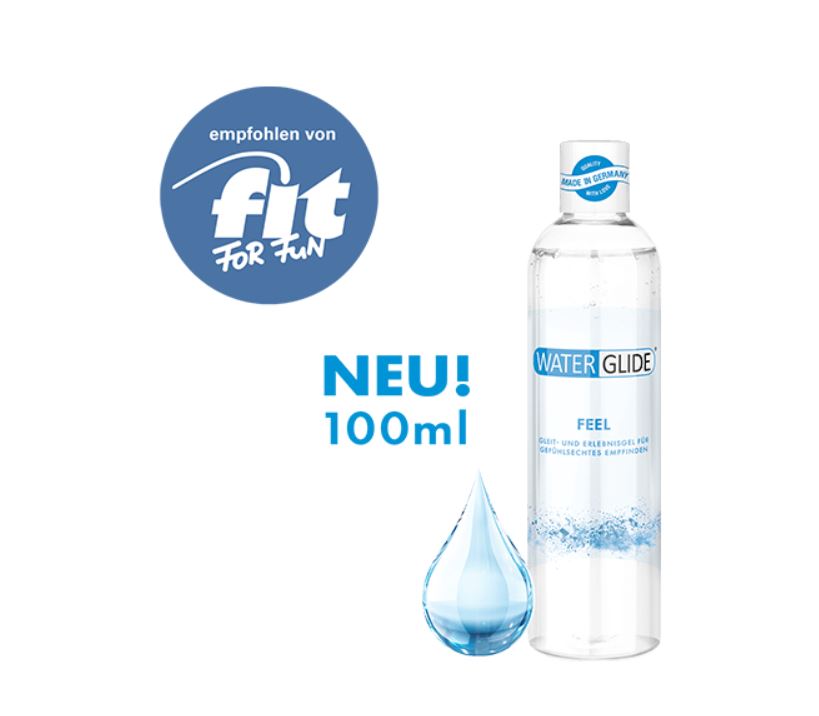 empfohlen von
fit
FOR FUN
QUALITY
MADE IN GERMANY
WITH LOVE
NEU!
100ml
WATER GLIDE®
FEEL
GLEIT- UND ERLEBNISGEL FÜR
GEFÜHLSECHTES EMPFINDEN